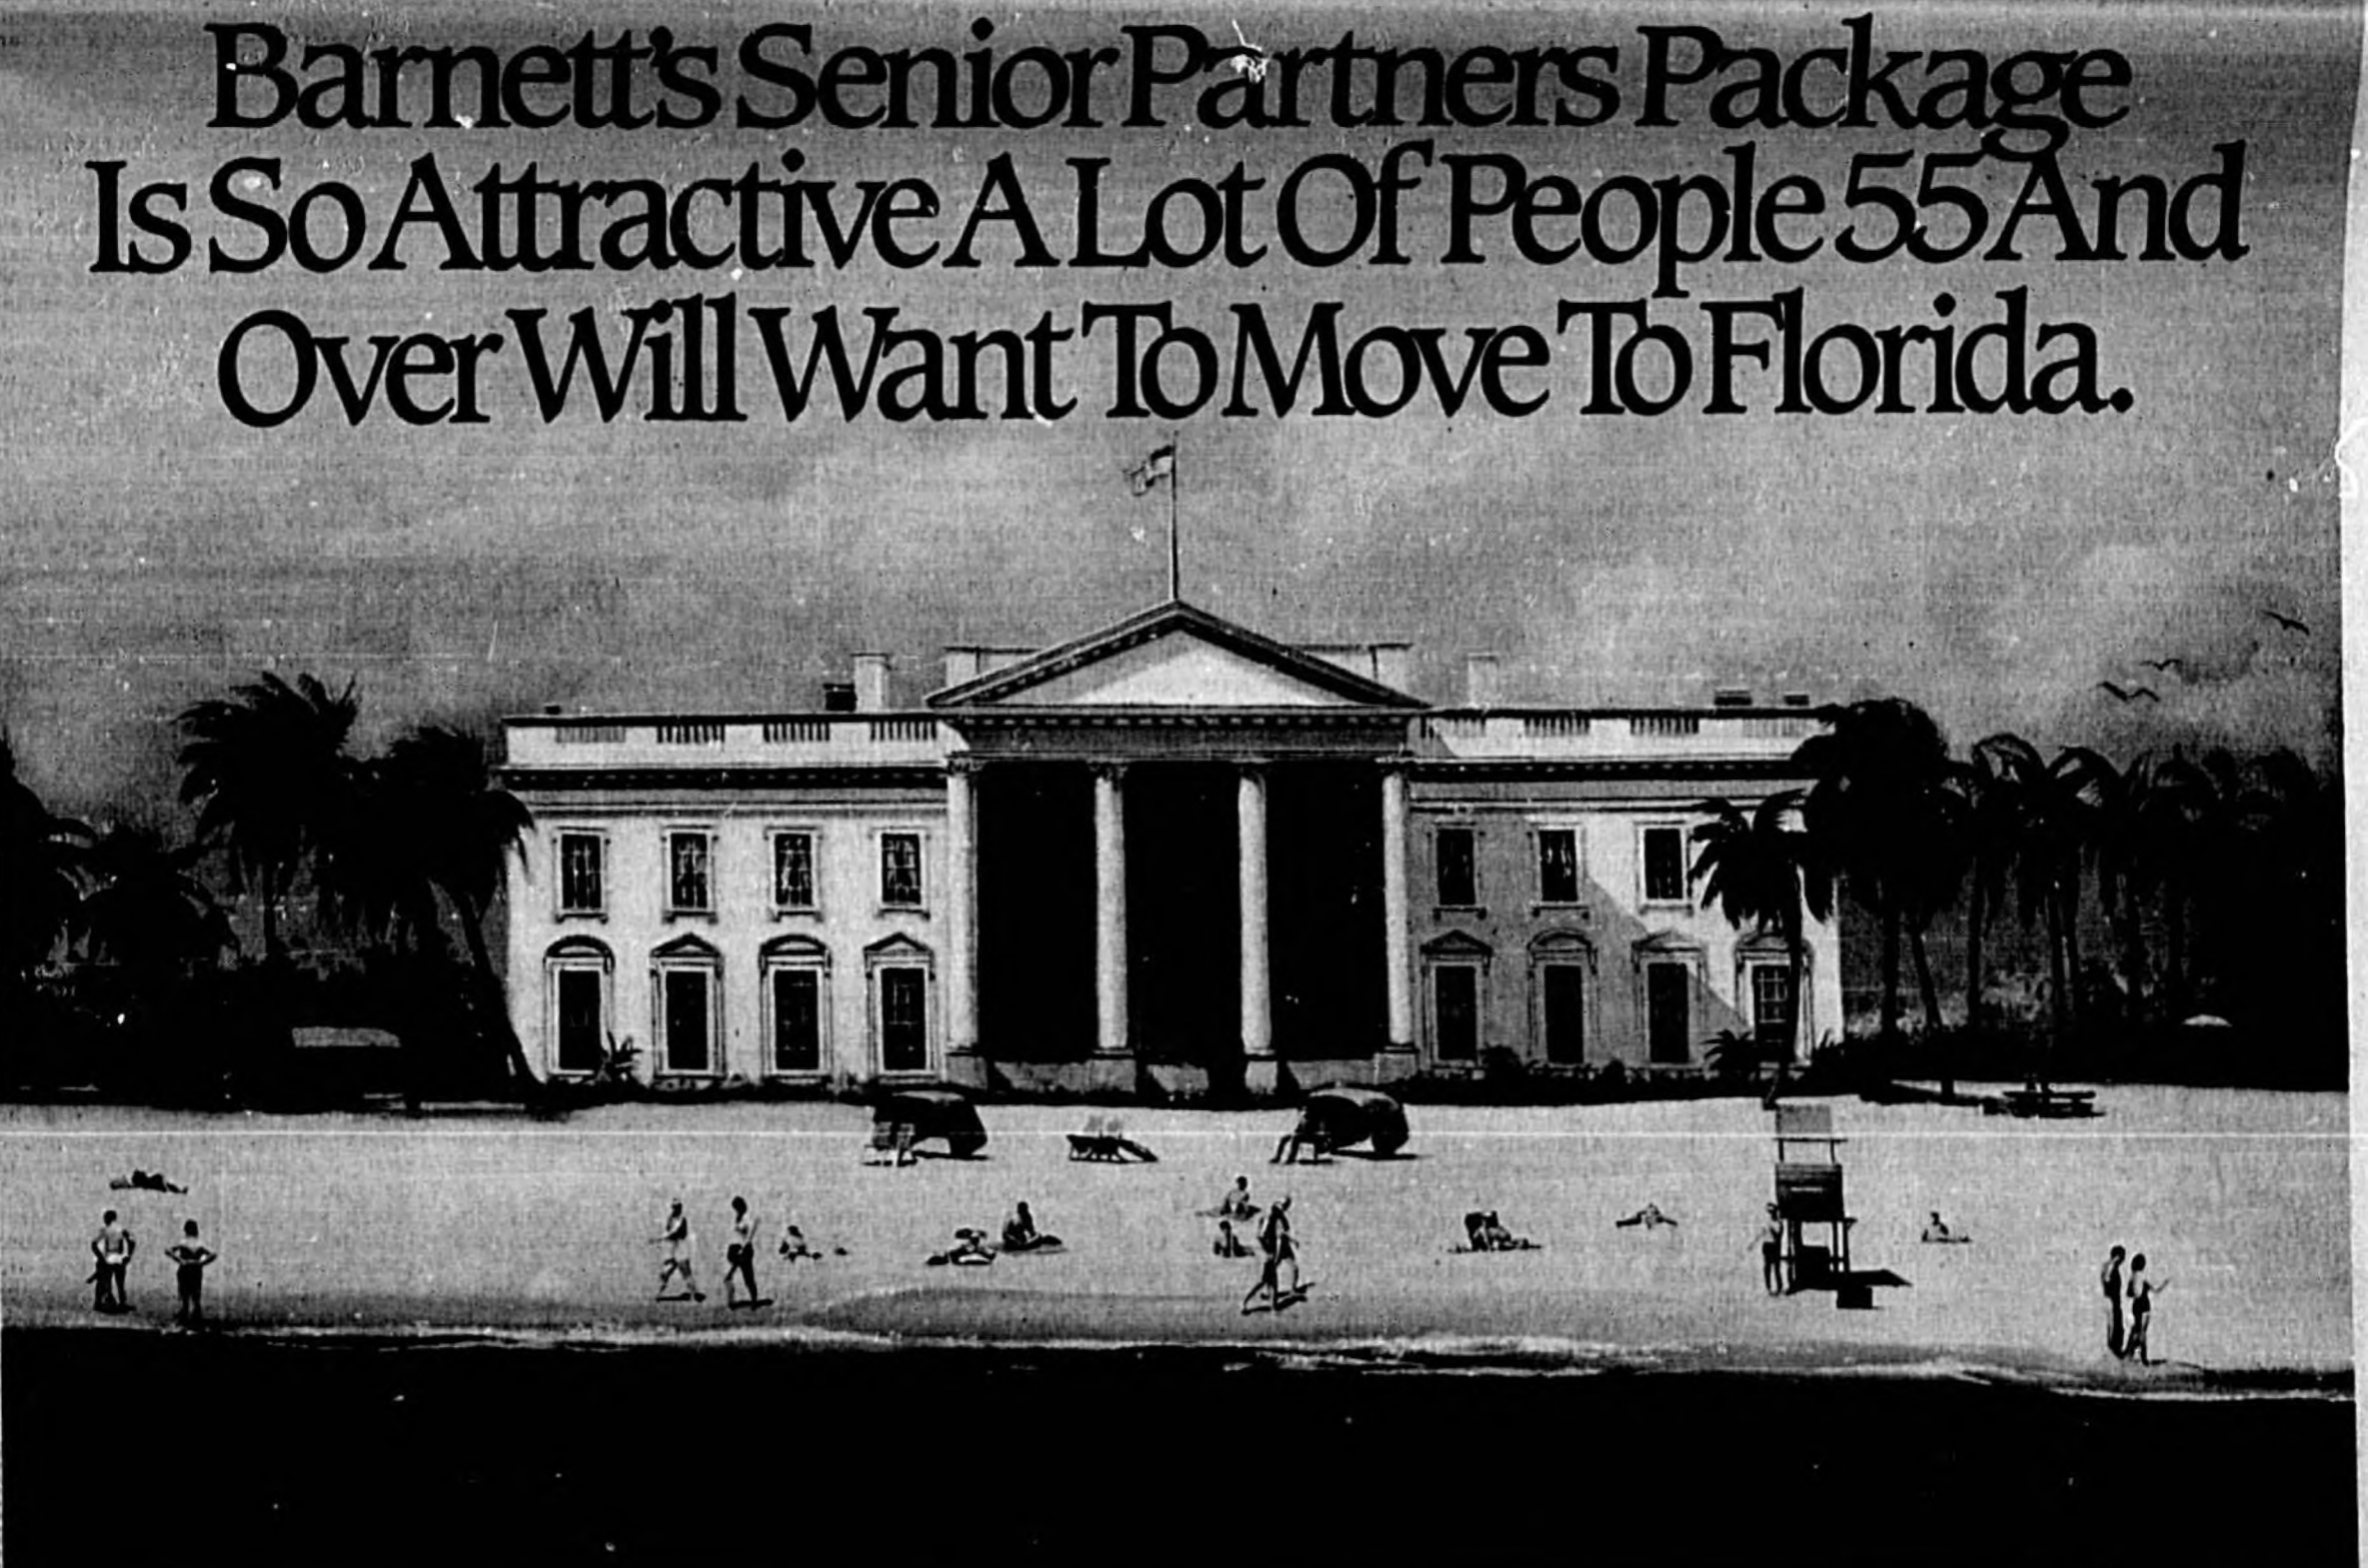 Barnett's Senior Partners Package
Is So Attractive A Lot Of People 55 And
Over Will Want To Move To Florida.